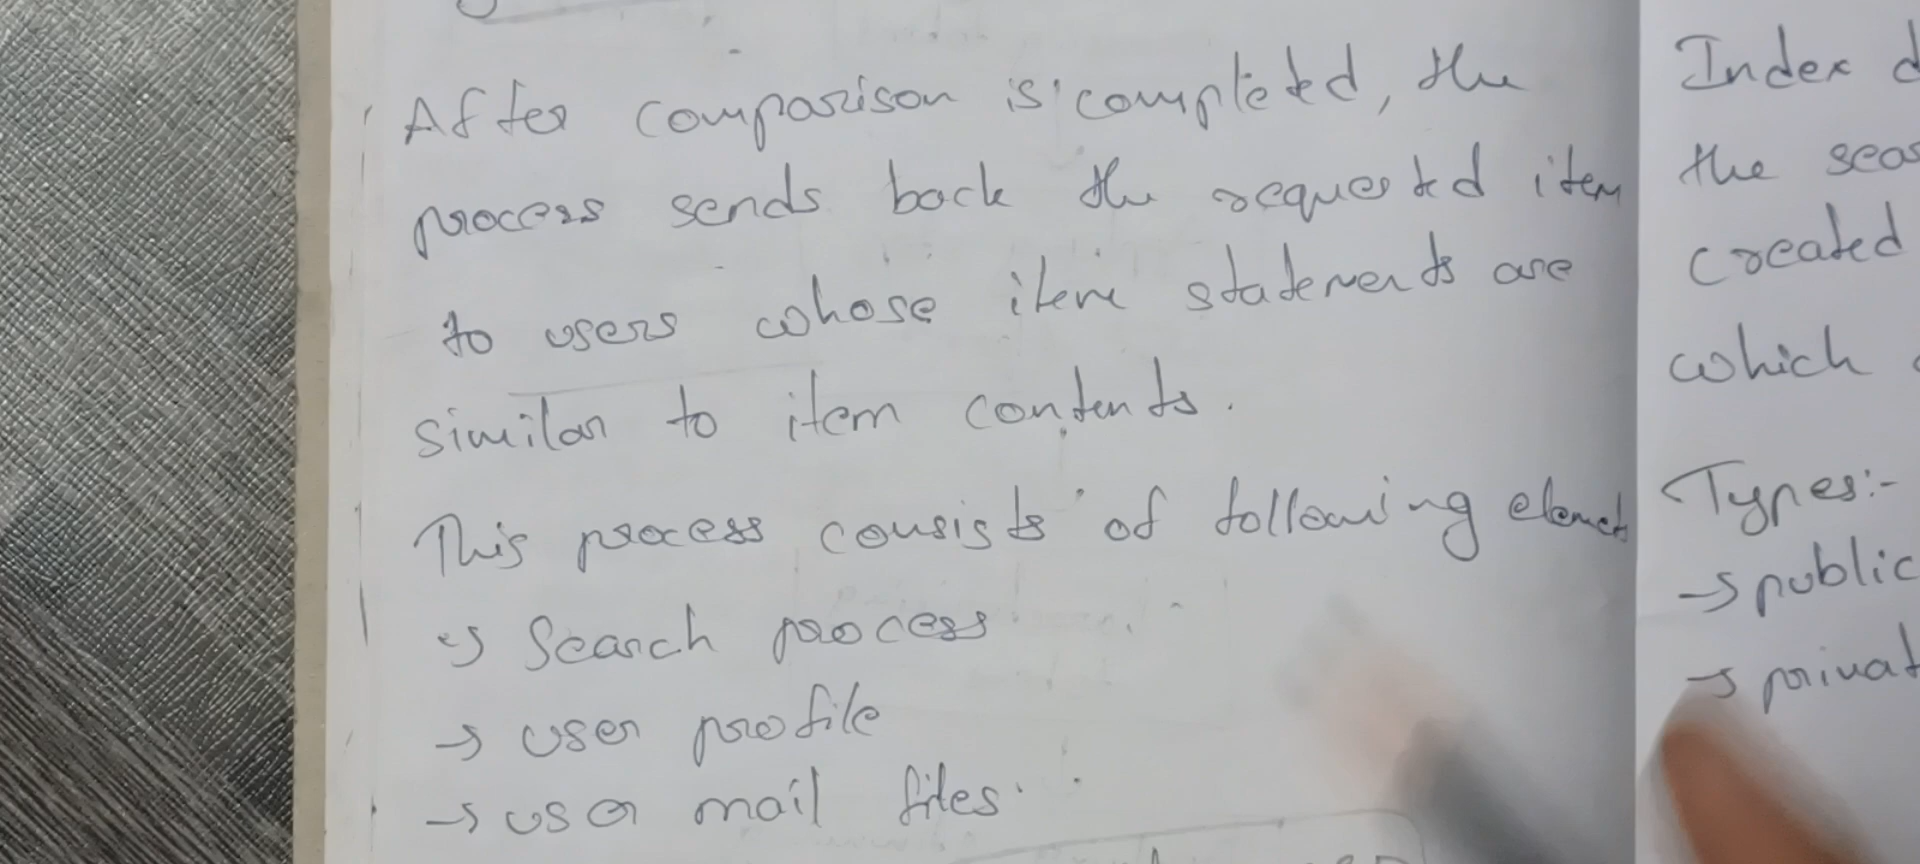 After comparison is completed, the
process sends back the requested item
to users whose item statements are
similar to item contents.
This process consists of following
→ Search process
→ user profile
→ user mail files.
Index
the
created
which
Types:-
→ public
→